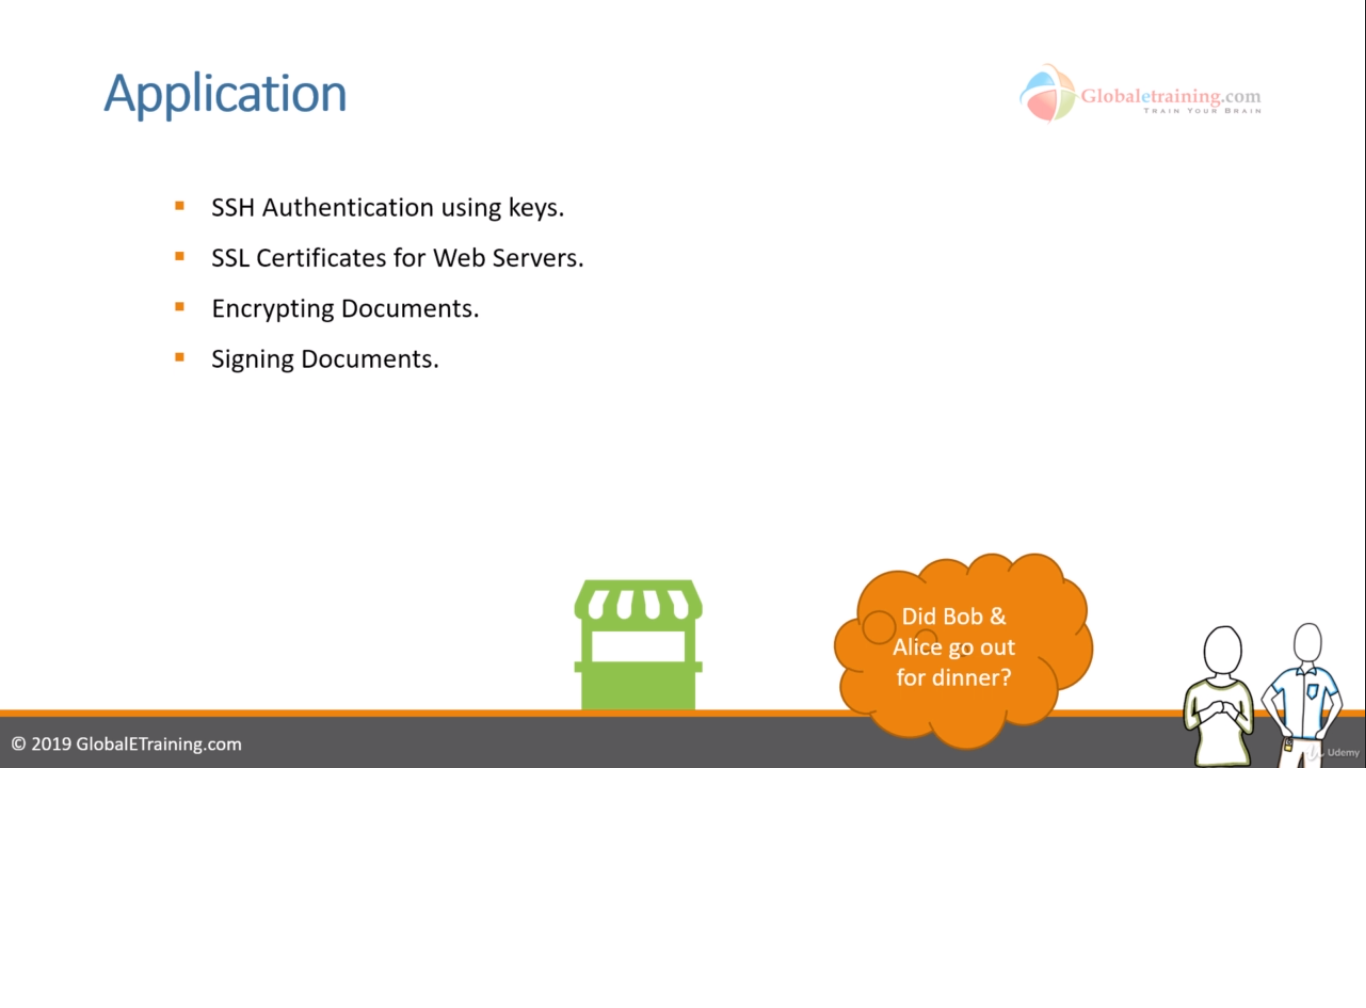 Application
Globaletraining.com
TRAIN YOUR BRAIN
SSH Authentication using keys.
SSL Certificates for Web Servers.
Encrypting Documents.
Signing Documents.
Did Bob &
Alice go out
for dinner?
© 2019 GlobalETraining.com
Udemy